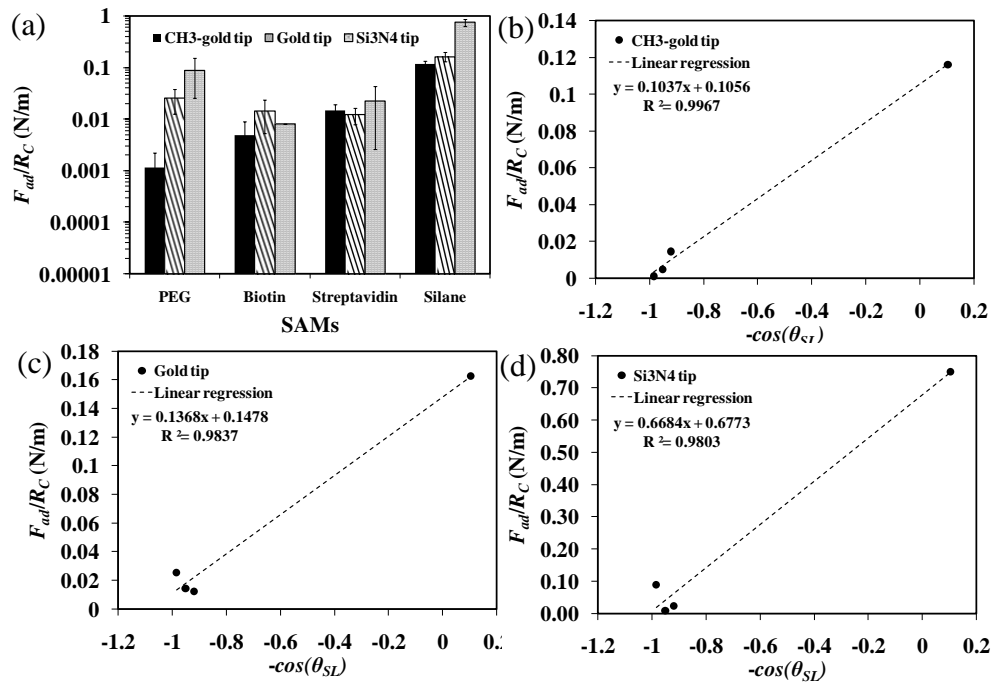 (a)
1
0.1
0.01
0.001
0.0001
0.00001
F_ad/R_C (N/m)
CH3-gold tip Gold tip Si3N4 tip
PEG Biotin Streptavidin Silane
SAMs
(b)
0.14
0.12
0.1
0.08
0.06
0.04
0.02
0
F_ad/R_C (N/m)
CH3-gold tip
Linear regression
y = 0.1037x + 0.1056
R² = 0.9967
-1.2 -1 -0.8 -0.6 -0.4 -0.2 0 0.2
-cos(θ_SL)
(c)
0.18
0.16
0.14
0.12
0.1
0.08
0.06
0.04
0.02
0
F_ad/R_C (N/m)
Gold tip
Linear regression
y = 0.1368x + 0.1478
R² = 0.9837
-1.2 -1 -0.8 -0.6 -0.4 -0.2 0 0.2
-cos(θ_SL)
(d)
0.80
0.70
0.60
0.50
0.40
0.30
0.20
0.10
0.00
F_ad/R_C (N/m)
Si3N4 tip
Linear regression
y = 0.6684x + 0.6773
R² = 0.9803
-1.2 -1 -0.8 -0.6 -0.4 -0.2 0 0.2
-cos(θ_SL)